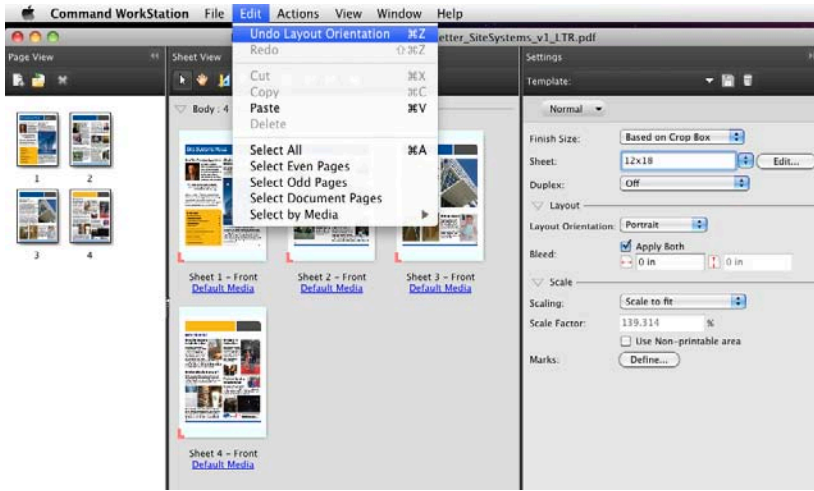 Command WorkStation File Edit Actions View Window Help
etter_SiteSystems_v1_LTR.pdf
Undo Layout Orientation ⌘Z
Redo ⇧⌘Z
Cut ⌘X
Copy ⌘C
Paste ⌘V
Delete
Select All ⌘A
Select Even Pages
Select Odd Pages
Select Document Pages
Select by Media
Page View
1 2
3 4
Sheet View
Body : 4
Sheet 1 - Front
Default Media
Sheet 2 - Front
Default Media
Sheet 3 - Front
Default Media
Sheet 4 - Front
Default Media
Settings
Template:
Normal
Finish Size: Based on Crop Box
Sheet: 12x18 Edit...
Duplex: Off
Layout
Layout Orientation: Portrait
Bleed: Apply Both
0 in 0 in
Scale
Scaling: Scale to fit
Scale Factor: 139.314 %
Use Non-printable area
Marks: Define...